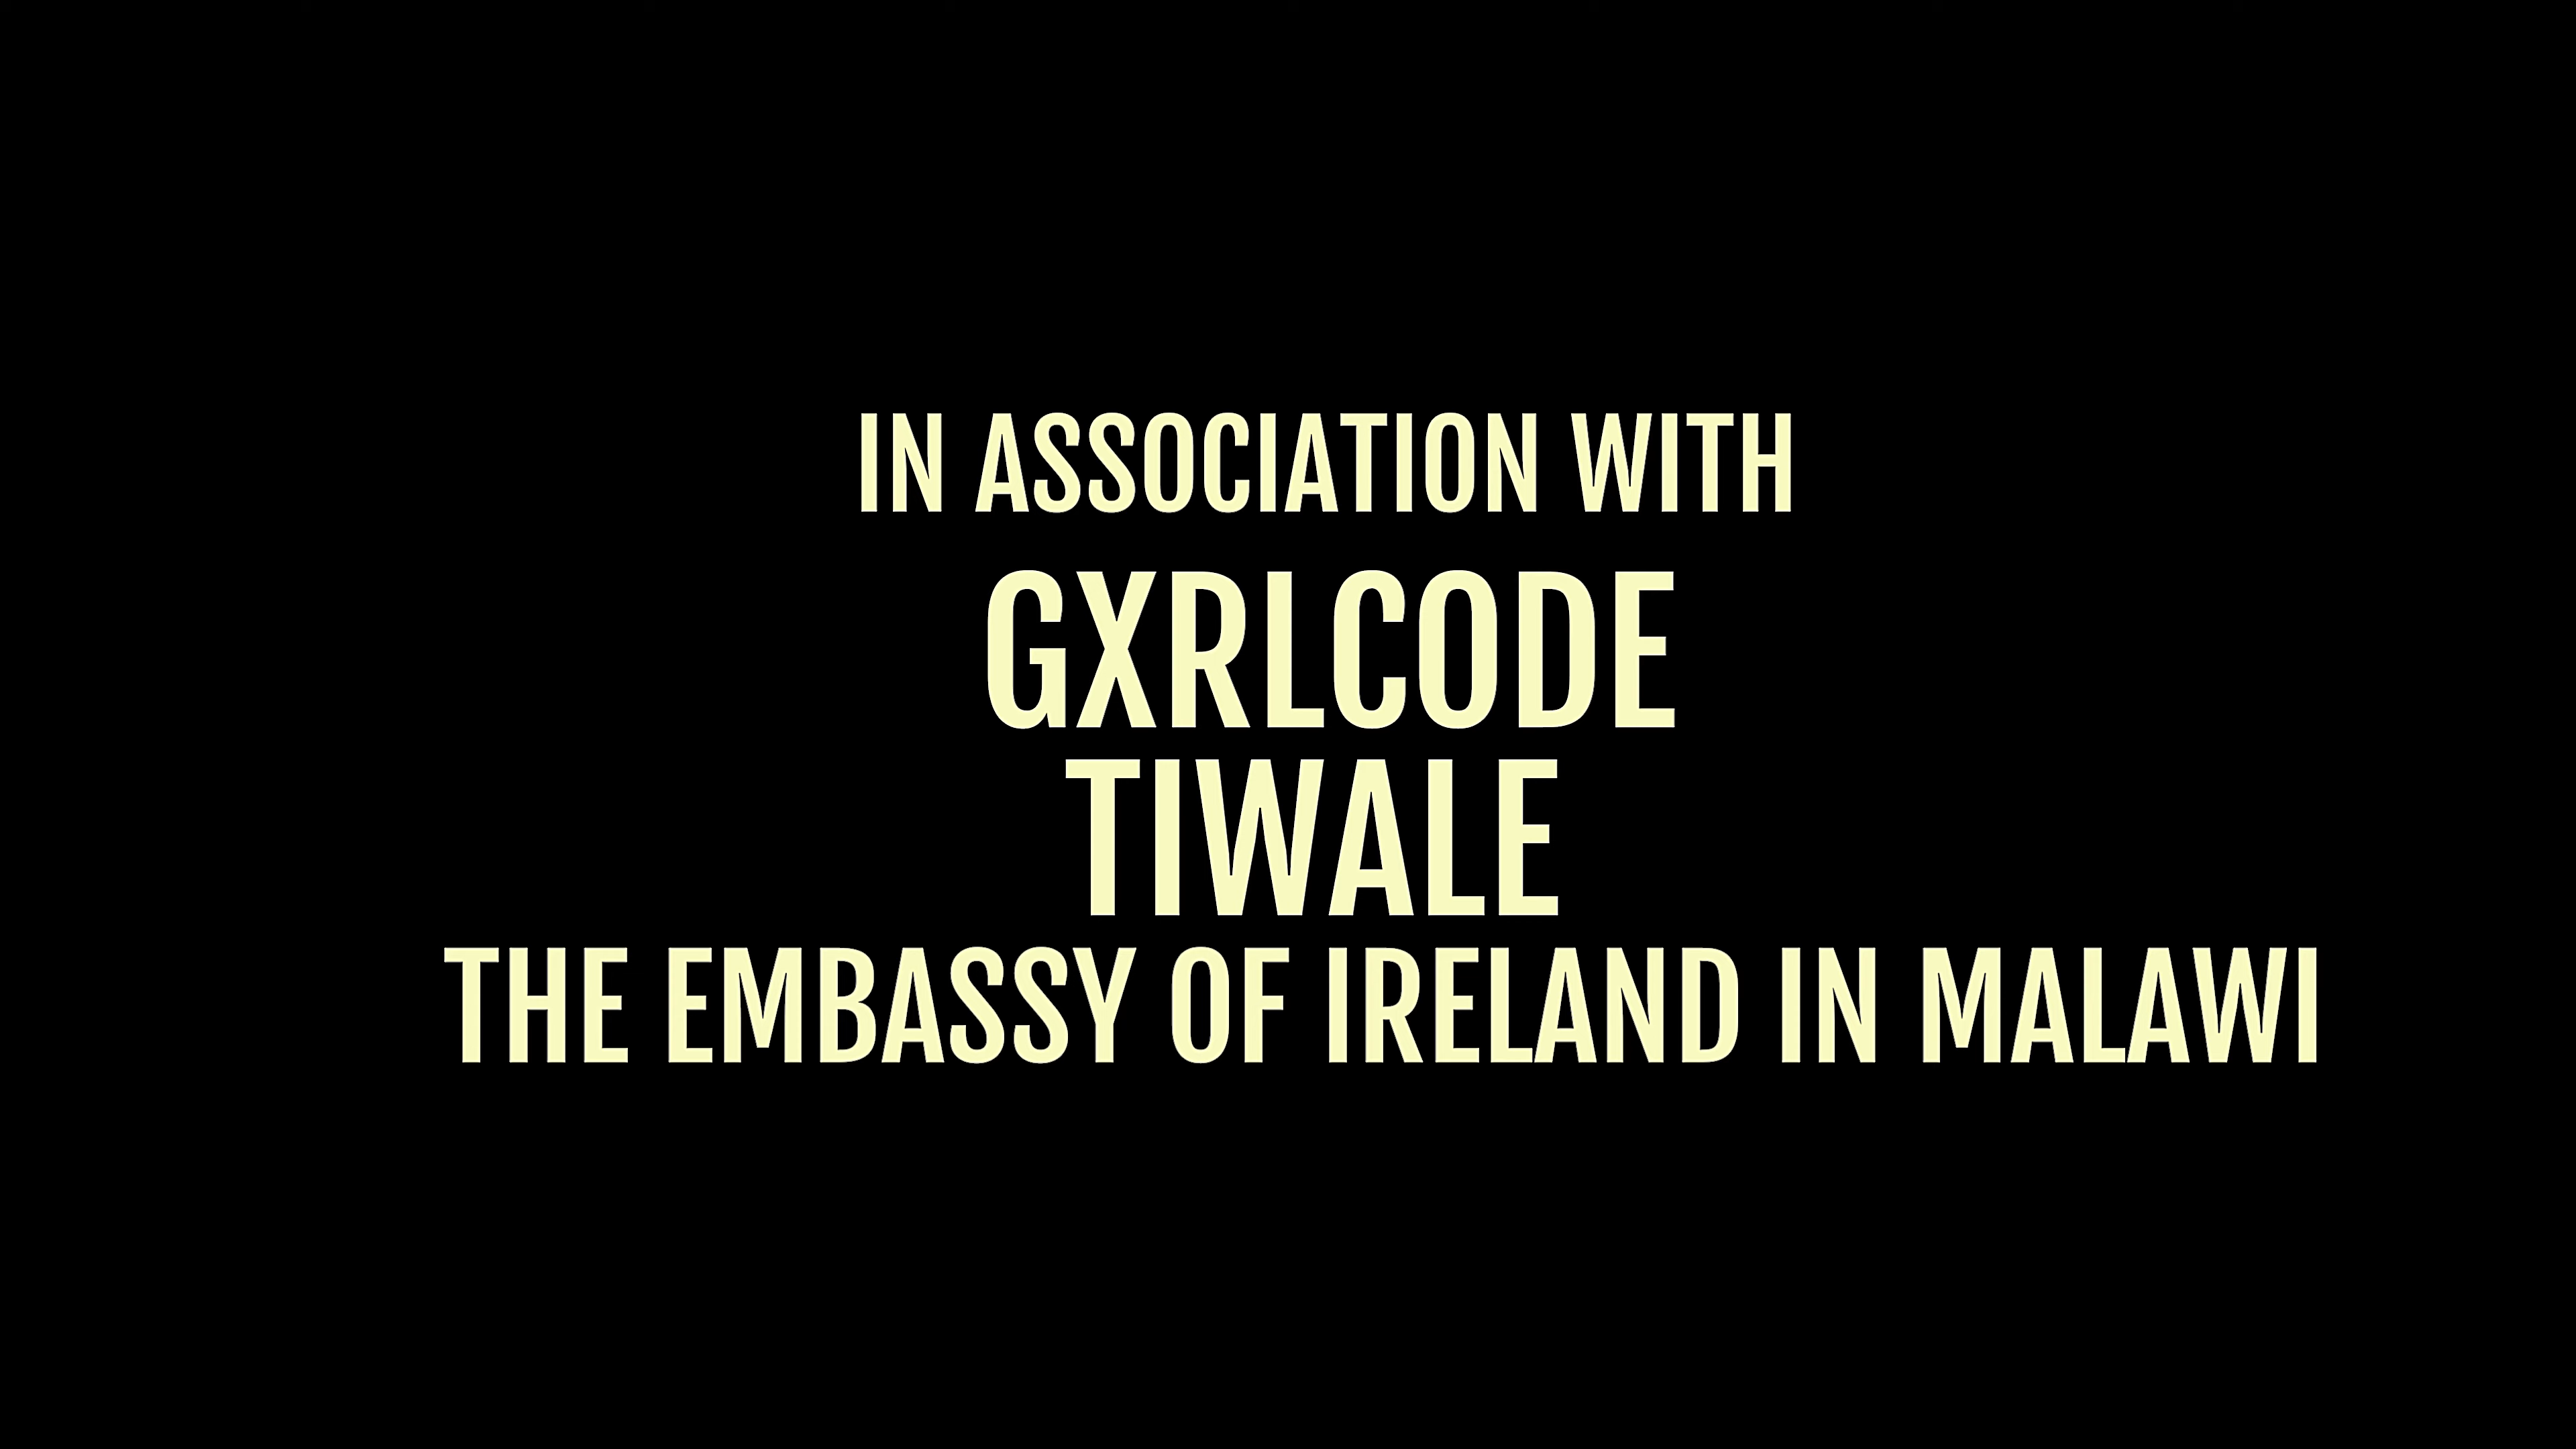 IN ASSOCIATION WITH
GXRLCODE
TIWALE
THE EMBASSY OF IRELAND IN MALAWI